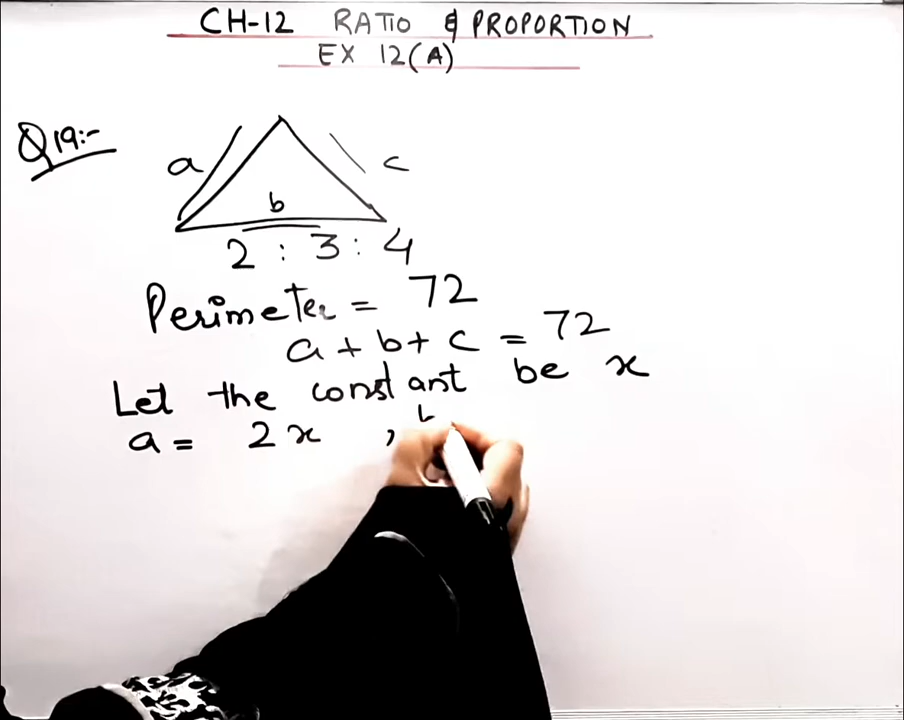 CH-12 RATIO & PROPORTION
EX 12(A)
Q19:-
a
c
b
2 : 3 : 4
Perimeter = 72
a + b + c = 72
Let the constant be x
a = 2x ,